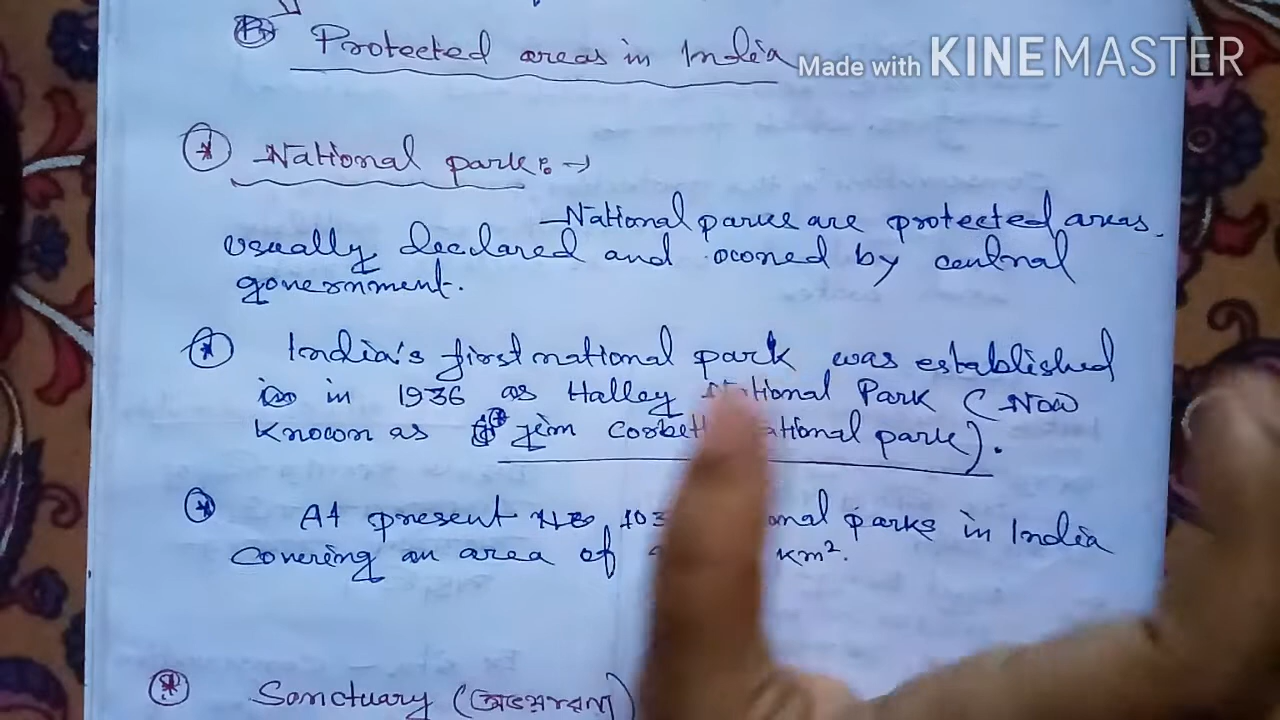 B Protected areas in India
Made with KINEMASTER
National park :→
National parks are protected areas.
usually declared and owned by central
government.
India's first national park was established
in 1936 as Halley National Park (Now
known as Jim Corbett National park).
At present 103 parks in India
covering an area of km².
Sanctuary (অভয়ারণ্য)